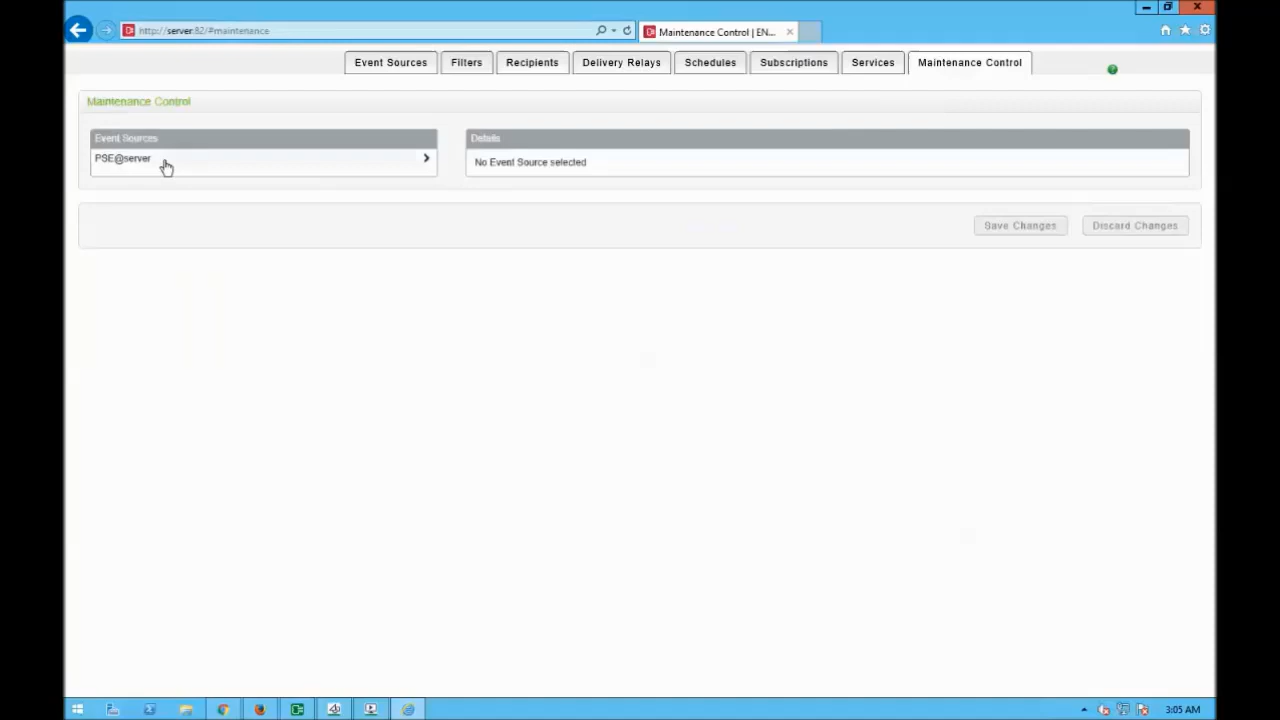 http://server:82/#maintenance
Maintenance Control | EN...
Event Sources
Filters
Recipients
Delivery Relays
Schedules
Subscriptions
Services
Maintenance Control
Maintenance Control
Event Sources
Details
PSE@server
No Event Source selected
Save Changes
Discard Changes
3:05 AM